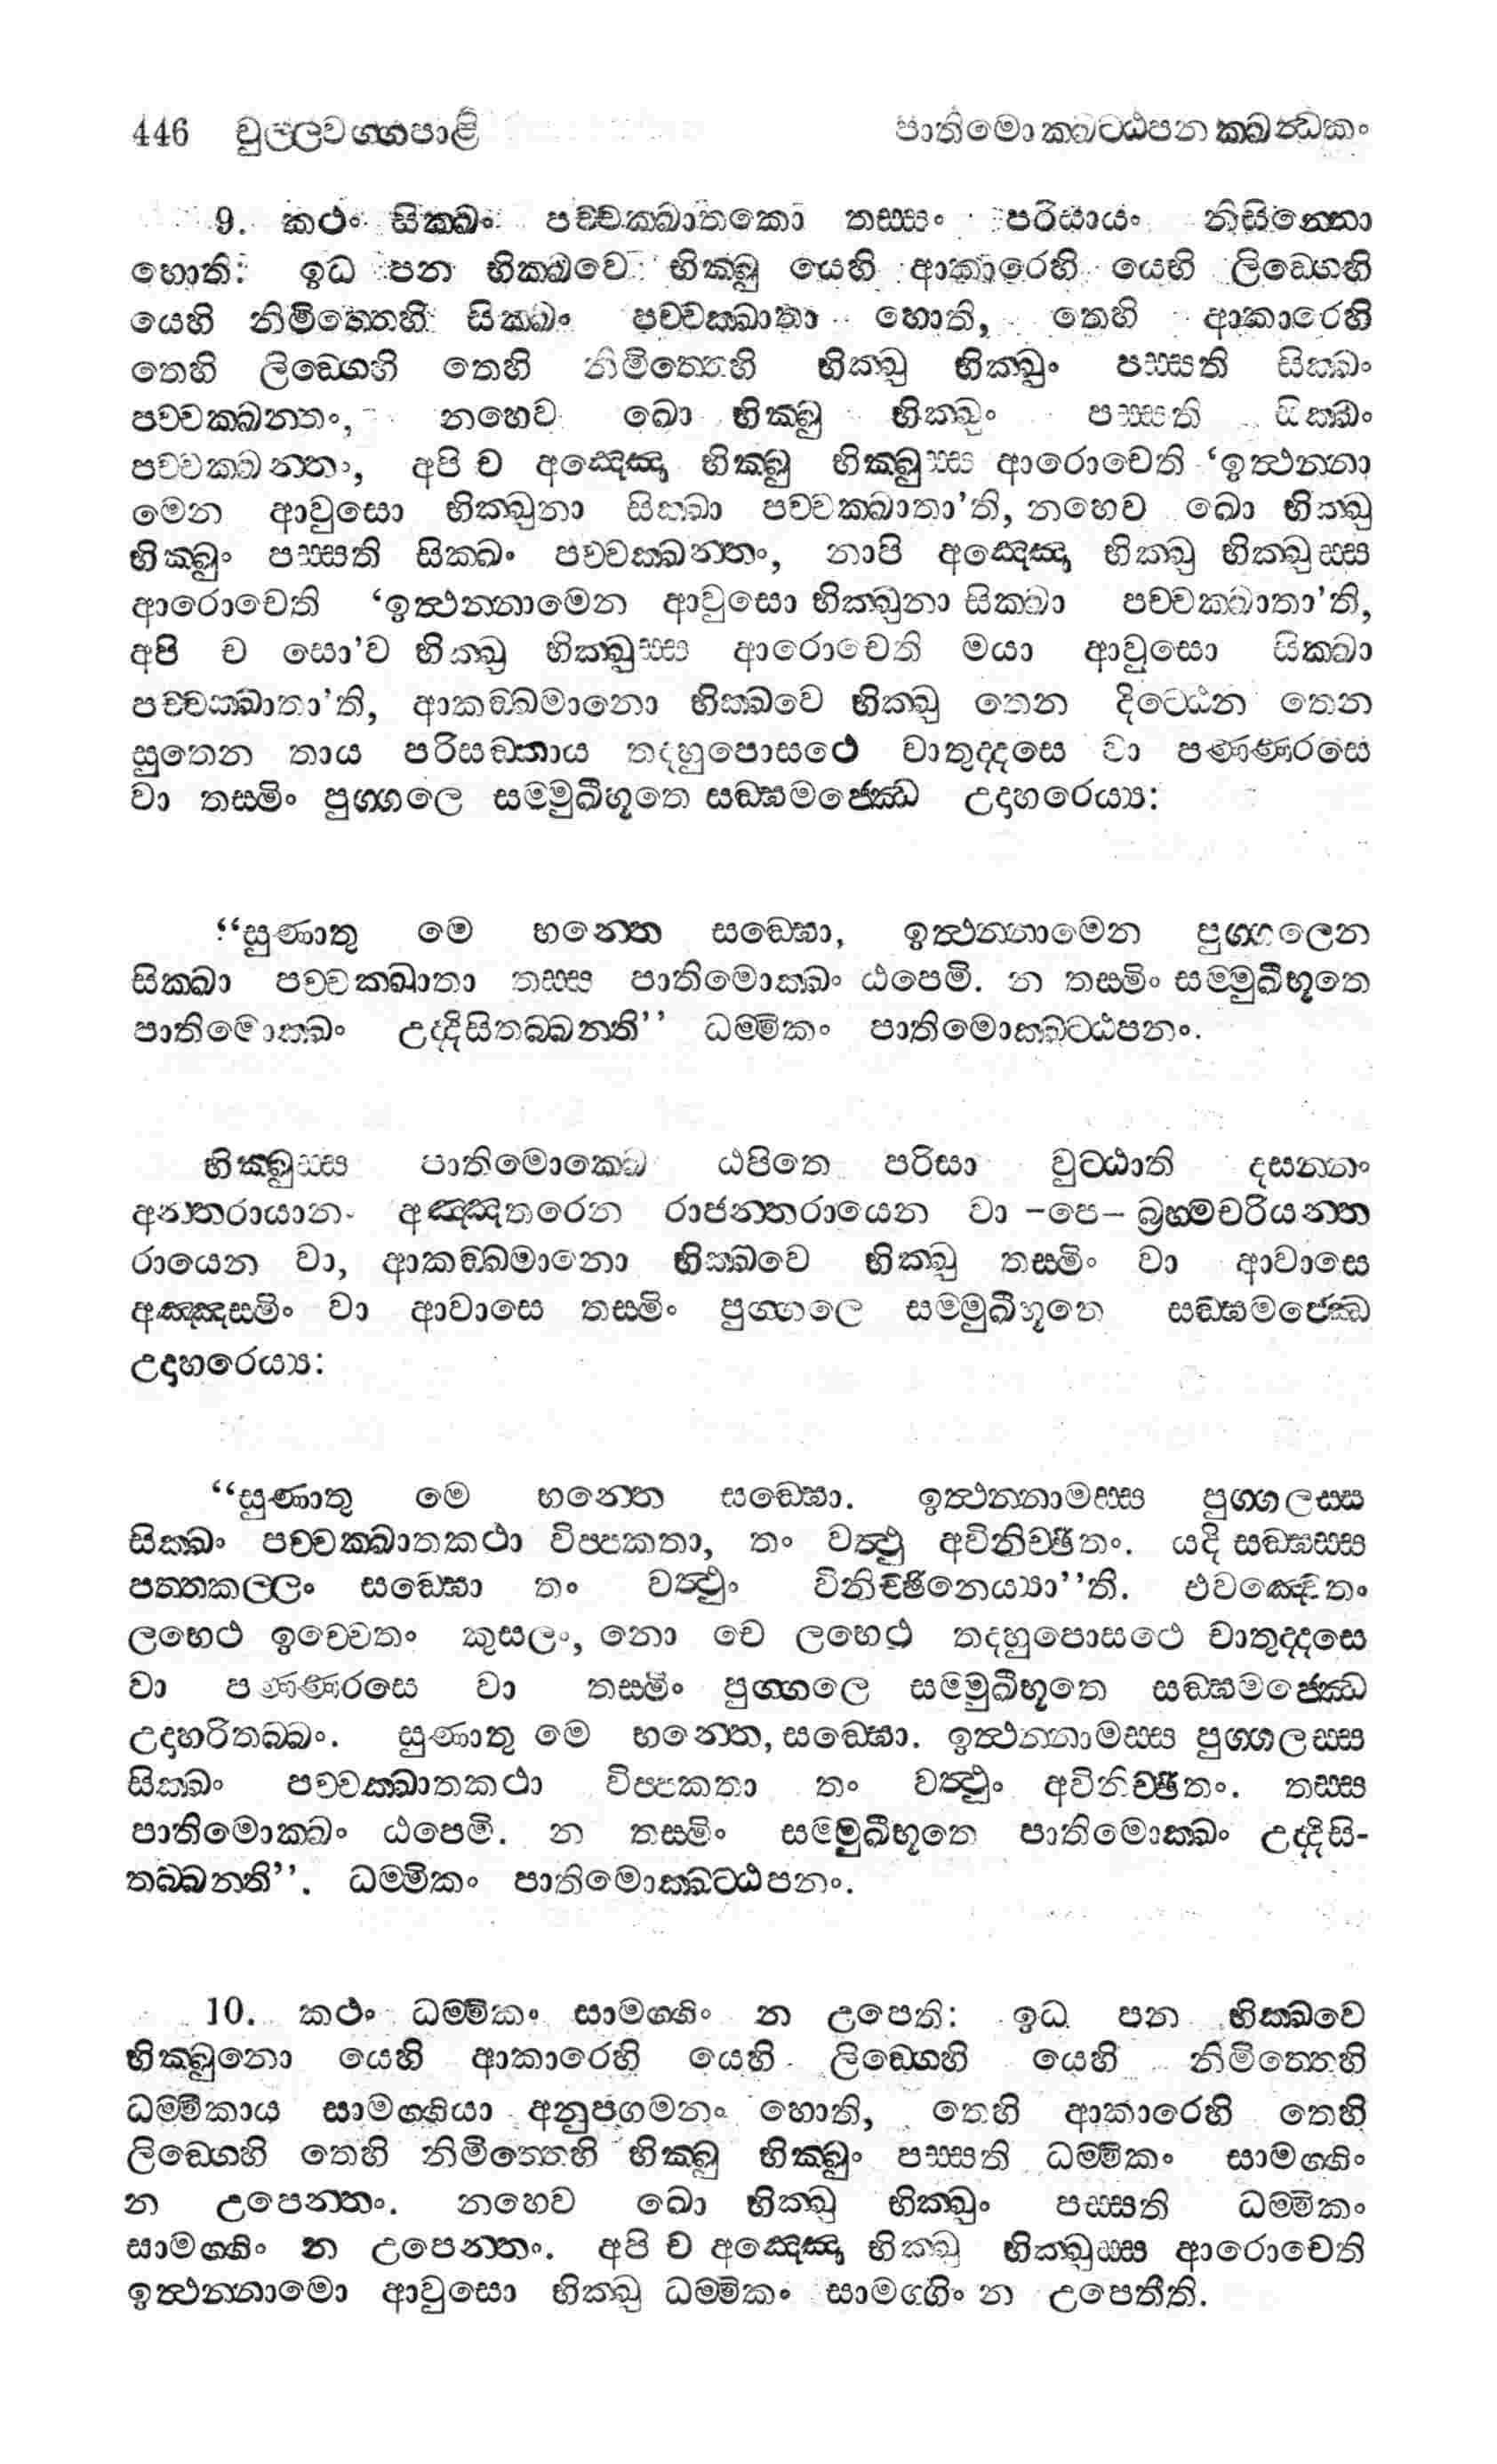 446 චුල්ලවග්ගපාළි පාතිමොක්ඛට්ඨපනක්ඛන්ධකං
9. කථං සික්ඛං පච්චක්ඛාතකො තස්සං පරිසායං නිසින්නො
හොති: ඉධ පන භික්ඛවෙ භික්ඛු යෙහි ආකාරෙහි යෙහි ලිඞ්ගෙහි
යෙහි නිමිත්තෙහි සික්ඛං පච්චක්ඛාතා හොති, තෙහි ආකාරෙහි
තෙහි ලිඞ්ගෙහි තෙහි නිමිත්තෙහි භික්ඛු භික්ඛුං පස්සති සික්ඛං
පච්චක්ඛන්තං, නහෙව ඛො භික්ඛු භික්ඛුං පස්සති සික්ඛං
පච්චක්ඛන්තං, අපි ච අඤ්ඤො භික්ඛු භික්ඛුස්ස ආරොචෙති ‘ඉත්ථන්නා
මෙන ආවුසො භික්ඛුනා සික්ඛා පච්චක්ඛාතා’ති, නහෙව ඛො භික්ඛු
භික්ඛුං පස්සති සික්ඛං පච්චක්ඛන්තං, නාපි අඤ්ඤො භික්ඛු භික්ඛුස්ස
ආරොචෙති ‘ඉත්ථන්නාමෙන ආවුසො භික්ඛුනා සික්ඛා පච්චක්ඛාතා’ති,
අපි ච සො’ව භික්ඛු භික්ඛුස්ස ආරොචෙති මයා ආවුසො සික්ඛා
පච්චක්ඛාතා’ති, ආකඞ්ඛමානො භික්ඛවෙ භික්ඛු තෙන දිට්ඨෙන තෙන
සුතෙන තාය පරිසඞ්කාය තදහුපොසථෙ චාතුද්දසෙ වා පණ්ණරසෙ
වා තස්මිං පුග්ගලෙ සම්මුඛීභූතෙ සඞ්ඝමජ්ඣෙ උදාහරෙය්‍ය:
“සුණාතු මෙ භන්තෙ සඞ්ඝො, ඉත්ථන්නාමෙන පුග්ගලෙන
සික්ඛා පච්චක්ඛාතා තස්ස පාතිමොක්ඛං ඨපෙමි. න තස්මිං සම්මුඛීභූතෙ
පාතිමොක්ඛං උද්දිසිතබ්බන්ති’’ ධම්මිකං පාතිමොක්ඛට්ඨපනං.
භික්ඛුස්ස පාතිමොක්ඛෙ ඨපිතෙ පරිසා වුට්ඨාති දසන්නං
අන්තරායානං අඤ්ඤතරෙන රාජන්තරායෙන වා –පෙ– බ්‍රහ්මචරියන්ත
රායෙන වා, ආකඞ්ඛමානො භික්ඛවෙ භික්ඛු තස්මිං වා ආවාසෙ
අඤ්ඤස්මිං වා ආවාසෙ තස්මිං පුග්ගලෙ සම්මුඛීභූතෙ සඞ්ඝමජ්ඣෙ
උදාහරෙය්‍ය:
“සුණාතු මෙ භන්තෙ සඞ්ඝො. ඉත්ථන්නාමස්ස පුග්ගලස්ස
සික්ඛං පච්චක්ඛාතකථා විප්පකතා, තං වත්ථු අවිනිච්ඡිතං. යදි සඞ්ඝස්ස
පත්තකල්ලං සඞ්ඝො තං වත්ථුං විනිච්ඡිනෙය්‍යා’’ති. එවඤ්චෙතං
ලභෙථ ඉච්චෙතං කුසලං, නො චෙ ලභෙථ තදහුපොසථෙ චාතුද්දසෙ
වා පණ්ණරසෙ වා තස්මිං පුග්ගලෙ සම්මුඛීභූතෙ සඞ්ඝමජ්ඣෙ
උදාහරිතබ්බං. සුණාතු මෙ භන්තෙ, සඞ්ඝො. ඉත්ථන්නාමස්ස පුග්ගලස්ස
සික්ඛං පච්චක්ඛාතකථා විප්පකතා තං වත්ථුං අවිනිච්ඡිතං. තස්ස
පාතිමොක්ඛං ඨපෙමි. න තස්මිං සම්මුඛීභූතෙ පාතිමොක්ඛං උද්දිසි-
තබ්බන්ති’’. ධම්මිකං පාතිමොක්ඛට්ඨපනං.
10. කථං ධම්මිකං සාමග්ගිං න උපෙති: ඉධ පන භික්ඛවෙ
භික්ඛුනො යෙහි ආකාරෙහි යෙහි ලිඞ්ගෙහි යෙහි නිමිත්තෙහි
ධම්මිකාය සාමග්ගියා අනුපගමනං හොති, තෙහි ආකාරෙහි තෙහි
ලිඞ්ගෙහි තෙහි නිමිත්තෙහි භික්ඛු භික්ඛුං පස්සති ධම්මිකං සාමග්ගිං
න උපෙන්තං. නහෙව ඛො භික්ඛු භික්ඛුං පස්සති ධම්මිකං
සාමග්ගිං න උපෙන්තං. අපි ච අඤ්ඤො භික්ඛු භික්ඛුස්ස ආරොචෙති
ඉත්ථන්නාමො ආවුසො භික්ඛු ධම්මිකං සාමග්ගිං න උපෙතීති.